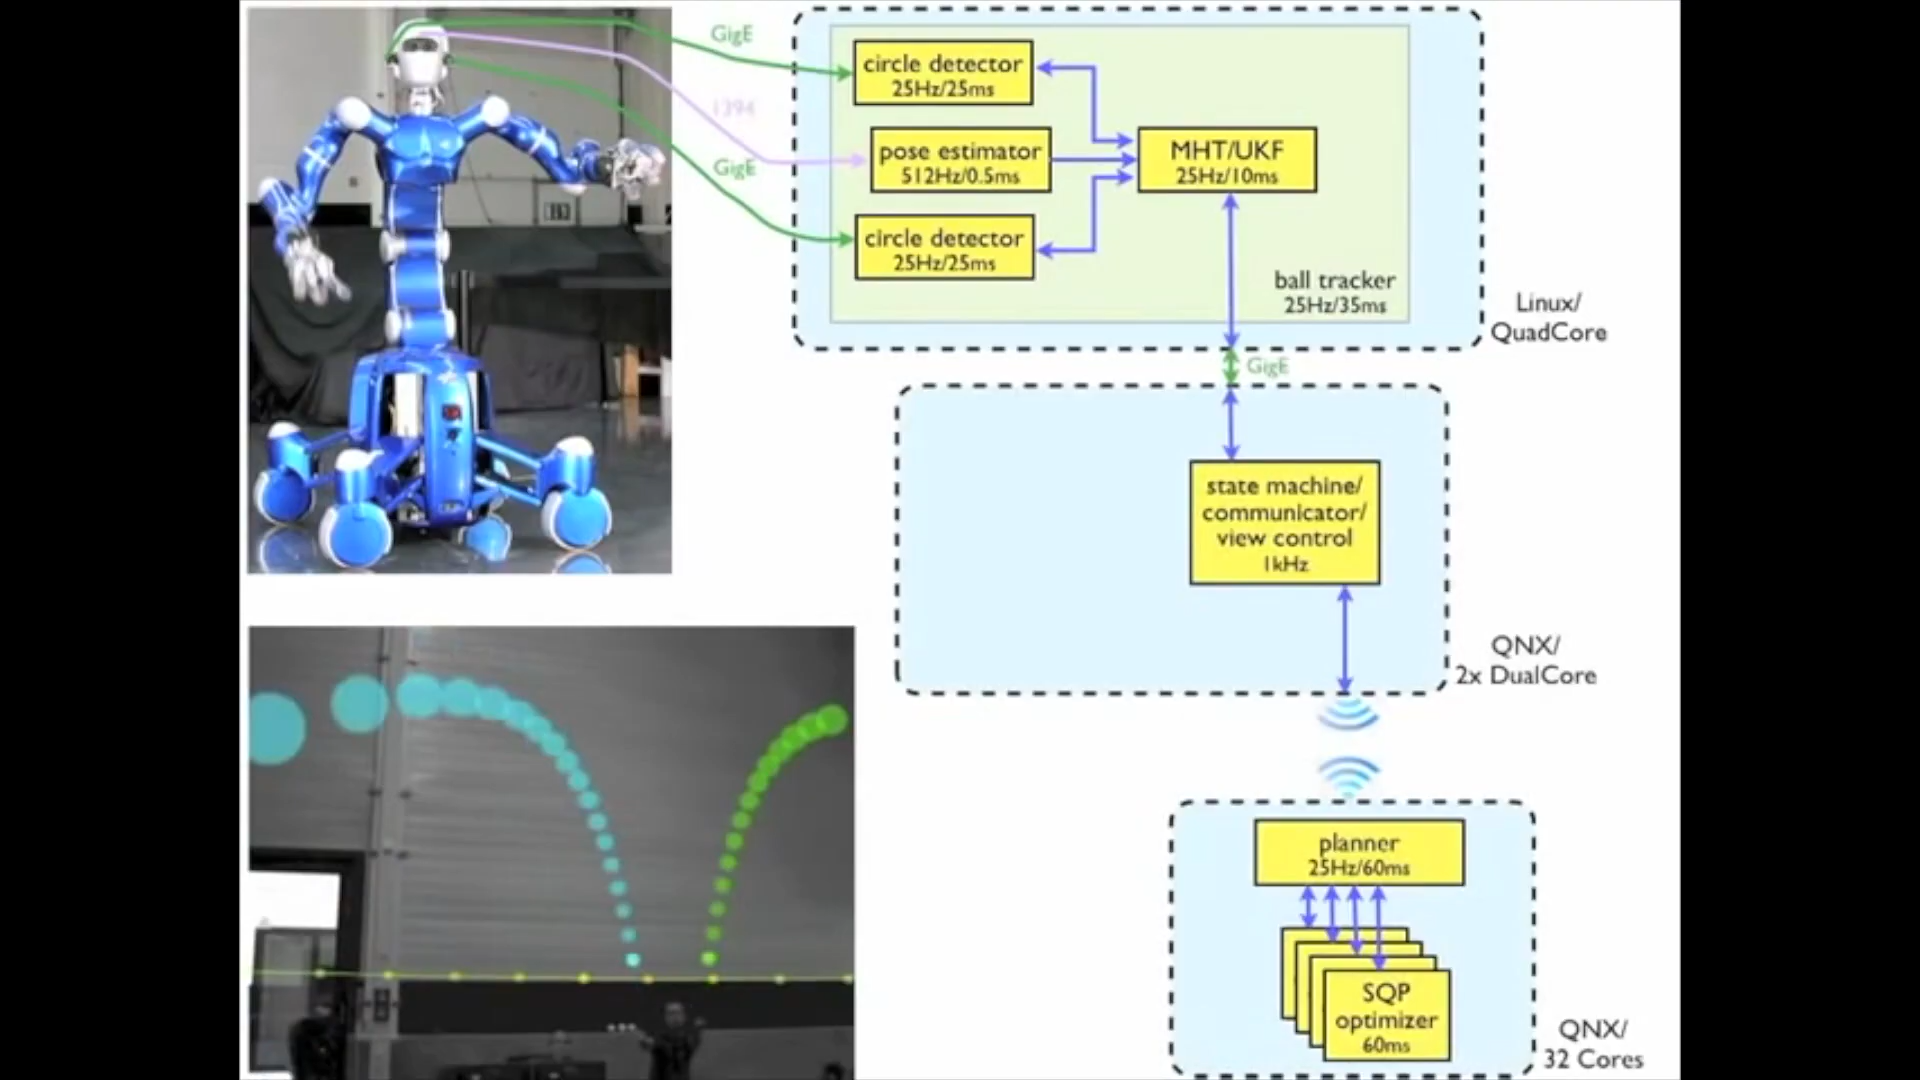 GigE
1394
GigE
circle detector
25Hz/25ms
pose estimator
512Hz/0.5ms
circle detector
25Hz/25ms
MHT/UKF
25Hz/10ms
ball tracker
25Hz/35ms
Linux/
QuadCore
GigE
state machine/
communicator/
view control
1kHz
QNX/
2x DualCore
planner
25Hz/60ms
SQP
optimizer
60ms
QNX/
32 Cores